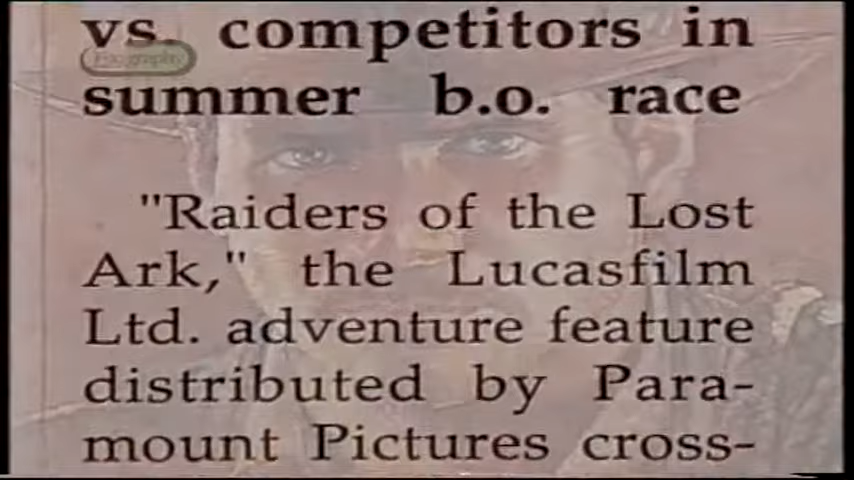 vs. competitors in
Biography
summer b.o. race
"Raiders of the Lost
Ark," the Lucasfilm
Ltd. adventure feature
distributed by Para-
mount Pictures cross-